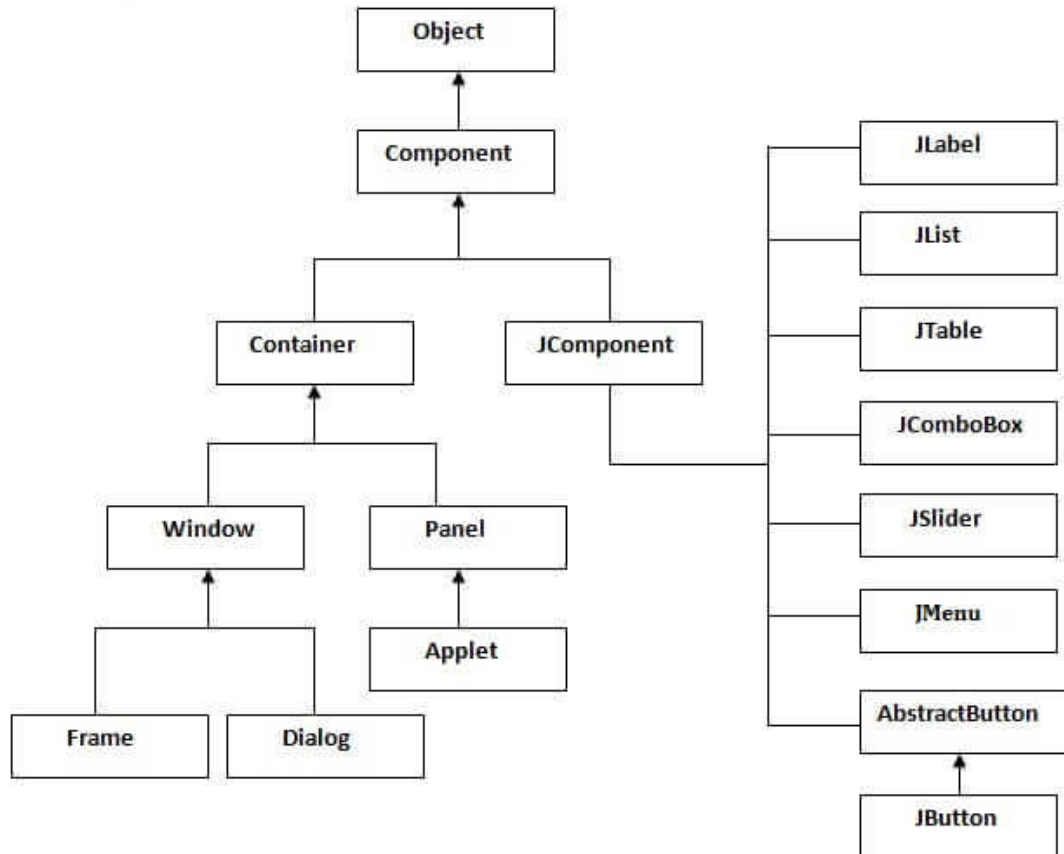 Object
Component
Container
JComponent
Window
Panel
Applet
Frame
Dialog
JLabel
JList
JTable
JComboBox
JSlider
JMenu
AbstractButton
JButton